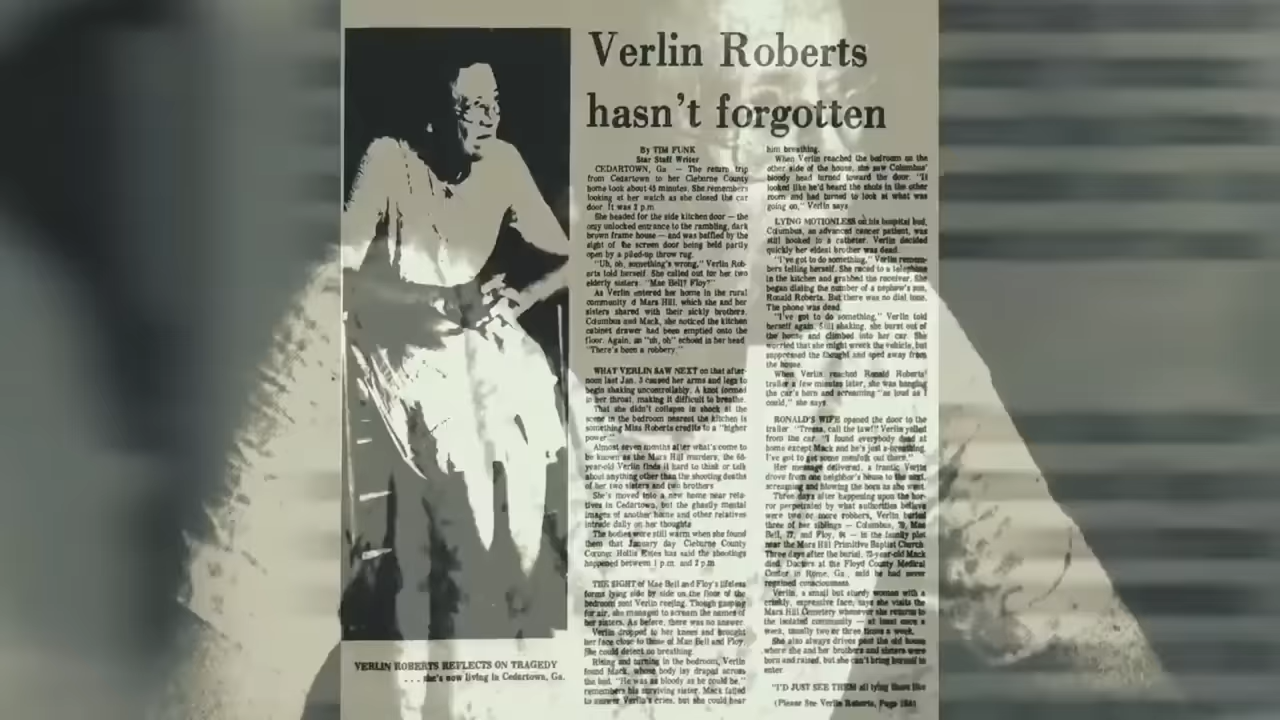 Verlin Roberts
hasn't forgotten
By TIM FUNK
Star Staff Writer
CEDARTOWN, Ga — The return trip
from Cedartown to her Cleburne County
home took about 45 minutes. She remembers
looking at her watch as she closed the car
door. It was 2 p.m.
She headed for the side kitchen door — the
only unlocked entrance to the rambling, dark
brown frame house — and was baffled by the
sight of the screen door being held partly
open by a piled-up throw rug.
"Uh, oh, something's wrong," Verlin Rob-
erts told herself. She called out for her two
elderly sisters. "Mae Bell? Floy?"
As Verlin entered her home in the rural
community of Mars Hill, which she and her
sisters shared with their sickly brothers,
Columbus and Mack, she noticed the kitchen
cabinet drawer had been emptied onto the
floor. Again, an "uh, oh" echoed in her head
"There's been a robbery."
WHAT VERLIN SAW NEXT on that after-
noon last Jan. 3 caused her arms and legs to
begin shaking uncontrollably. A knot formed
in her throat, making it difficult to breathe.
That she didn't collapse in shock at the
scene in the bedroom nearest the kitchen is
something Miss Roberts credits to a "higher
power."
Almost seven months after what's come to
be known as the Mars Hill murders, the
year-old Verlin finds it hard to think or talk
about anything other than the shooting deaths
of her two sisters and two brothers
She's moved into a new home near rela-
tives in Cedartown, but the ghastly mental
images of another home and other relatives
intrude daily on her thoughts
The bodies were still warm when she found
them that January day Cleburne County
Coroner Hollis Estes has said the shootings
happened between 1 p.m. and 2 p.m
THE SIGHT of Mae Bell and Floy's lifeless
forms lying side by side on the floor of the
bedroom sent Verlin reeling. Though gasping
for air, she managed to scream the names of
her sisters. As before, there was no answer.
Verlin dropped to her knees and brought
her face close to those of Mae Bell and Floy.
She could detect no breathing.
Rising and turning in the bedroom, Verlin
found Mack, whose body lay draped across
the bed. "He was as bloody as he could be,"
remembers his surviving sister. Mack failed
to answer Verlin's cries, but she could hear
him breathing.
When Verlin reached the bedroom on the
other side of the house, she saw Columbus'
bloody head turned toward the door. "It
looked like he'd heard the shots in the other
room and had turned to look at what was
going on," Verlin says
LYING MOTIONLESS on his hospital bed,
Columbus, an advanced cancer patient, was
still hooked to a catheter. Verlin decided
quickly her eldest brother was dead.
"I've got to do something," Verlin remem-
bers telling herself. She raced to a telephone
in the kitchen and grabbed the receiver. She
began dialing the number of a nephew's son,
Ronald Roberts. But there was no dial tone.
The phone was dead.
"I've got to do something," Verlin told
herself again. Still shaking, she burst out of
the home and climbed into her car. She
worried that she might wreck the vehicle, but
suppressed the thought and sped away from
the house.
When Verlin reached Ronald Roberts'
trailer a few minutes later, she was banging
the car's horn and screaming "as loud as I
could," she says
RONALD'S WIFE opened the door to the
trailer. "Tressa, call the law!" Verlin yelled
from the car. "I found everybody dead at
home except Mack and he's just a-breathing.
I've got to get some menfolk out there."
Her message delivered, a frantic Verlin
drove from one neighbor's house to the next,
screaming and blowing the horn as she went.
Three days after happening upon the hor-
ror perpetrated by what authorities believe
were two or more robbers, Verlin buried
three of her siblings — Columbus, Mae
Bell, 77, and Floy, — in the family plot
near the Mars Hill Primitive Baptist Church
Three days after the burial, -year-old Mack
died. Doctors at the Floyd County Medical
Center in Rome, Ga., said he had never
regained consciousness.
Verlin, a small but sturdy woman with a
crinkly, expressive face, says she visits the
Mars Hill Cemetery whenever she returns to
the isolated community — at least once a
week, usually two or three times a week.
She also always drives past the old house
where she and her brothers and sisters were
born and raised, but she can't bring herself to
enter
"I'D JUST SEE THEM all lying there like
(Please See Verlin Roberts, Page
VERLIN ROBERTS REFLECTS ON TRAGEDY
. . . she's now living in Cedartown, Ga.